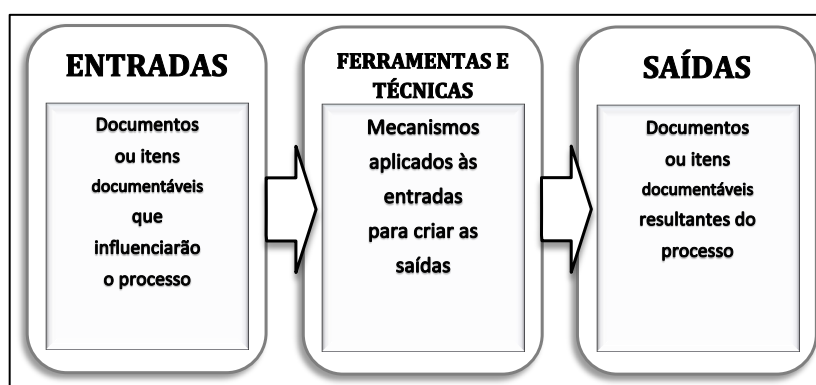 ENTRADAS
Documentos
ou itens
documentáveis
que
influenciarão
o processo
FERRAMENTAS E
TÉCNICAS
Mecanismos
aplicados às
entradas
para criar as
saídas
SAÍDAS
Documentos
ou itens
documentáveis
resultantes do
processo